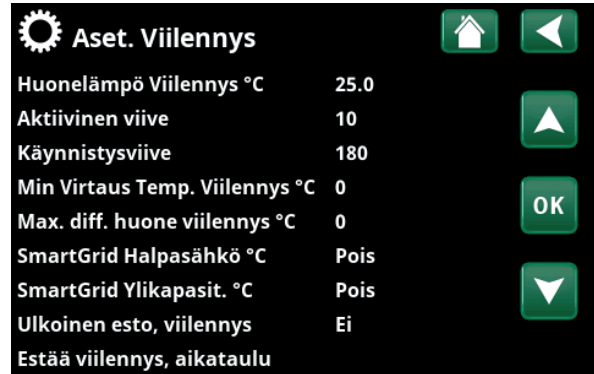 Aset. Viilennys
Huonelämpö Viilennys °C 25.0
Aktiivinen viive 10
Käynnistysviive 180
Min Virtaus Temp. Viilennys °C 0
Max. diff. huone viilennys °C 0
SmartGrid Halpasähkö °C Pois
SmartGrid Ylikapasit. °C Pois
Ulkoinen esto, viilennys Ei
Estää viilennys, aikataulu
OK